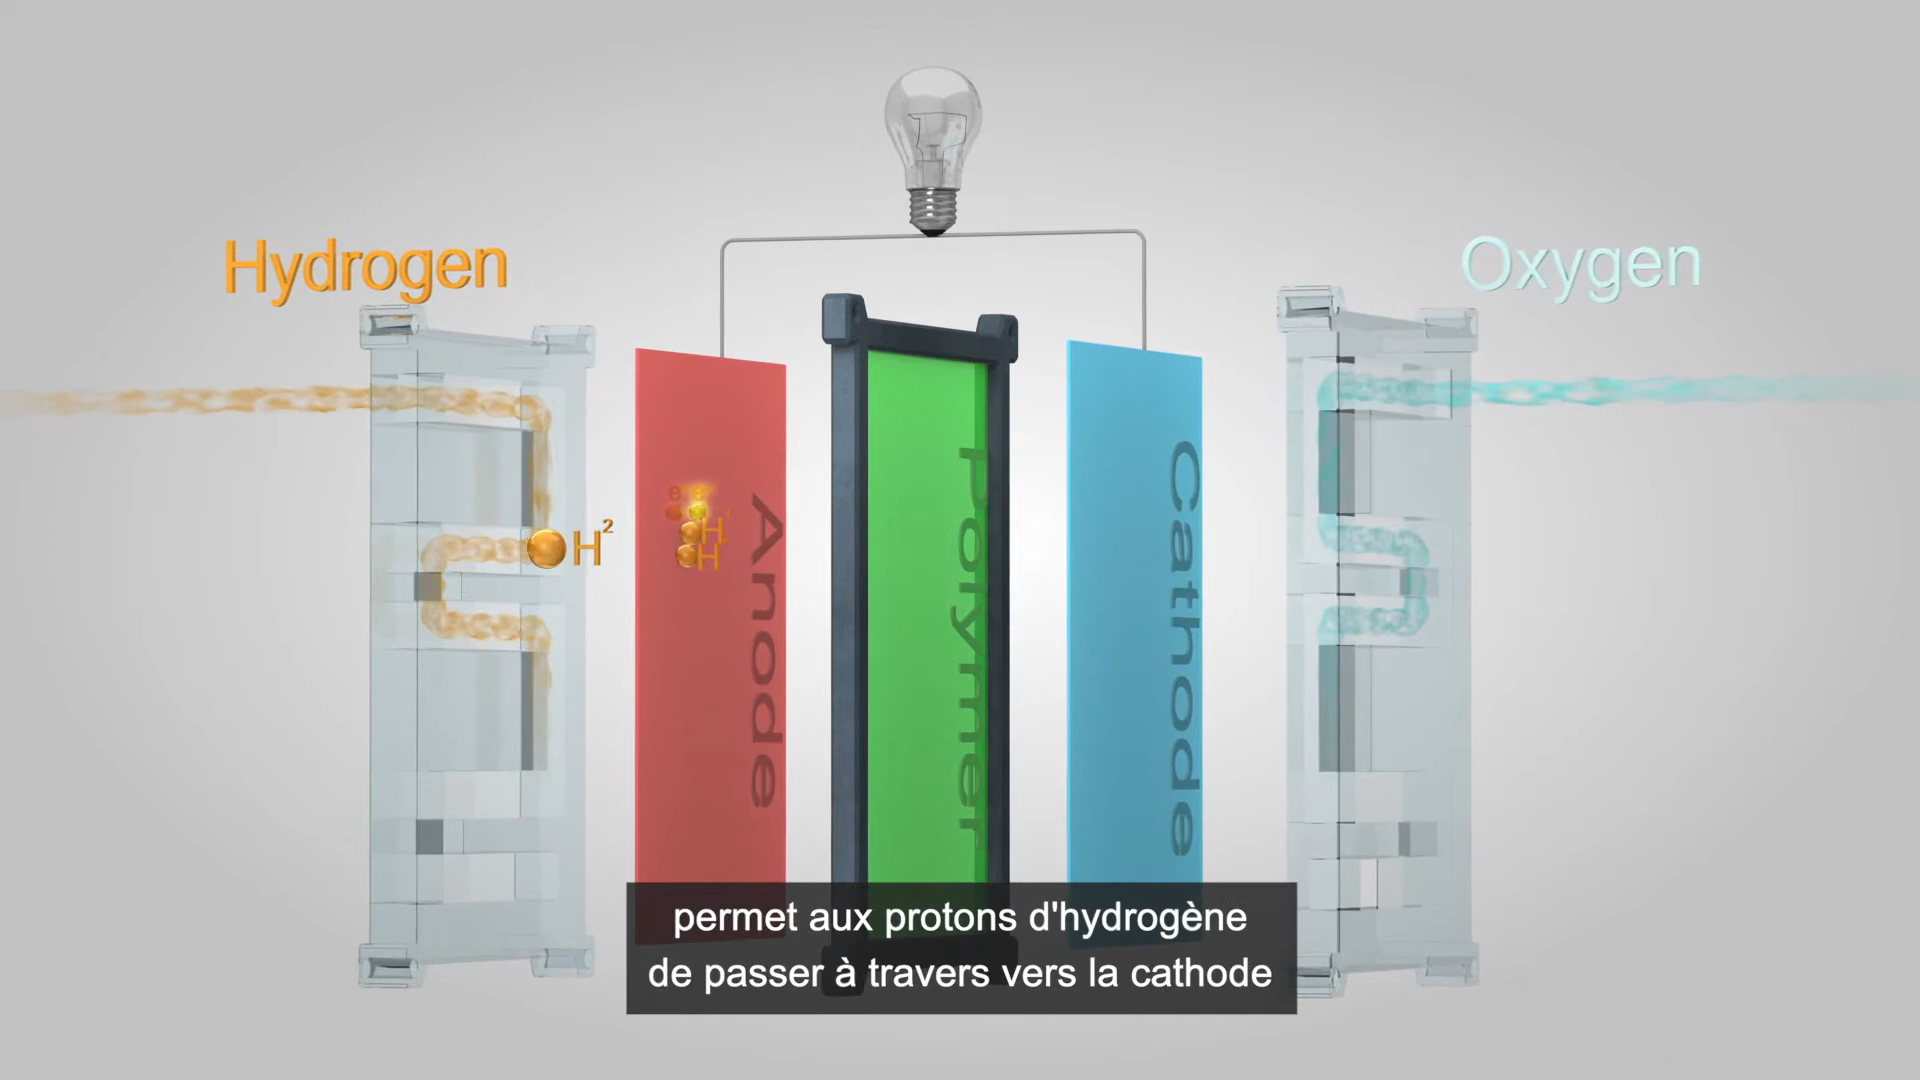 Hydrogen
Oxygen
H²
e⁻ e⁻
H⁺
H⁺
Anode
Polymer
Cathode
permet aux protons d'hydrogène
de passer à travers vers la cathode